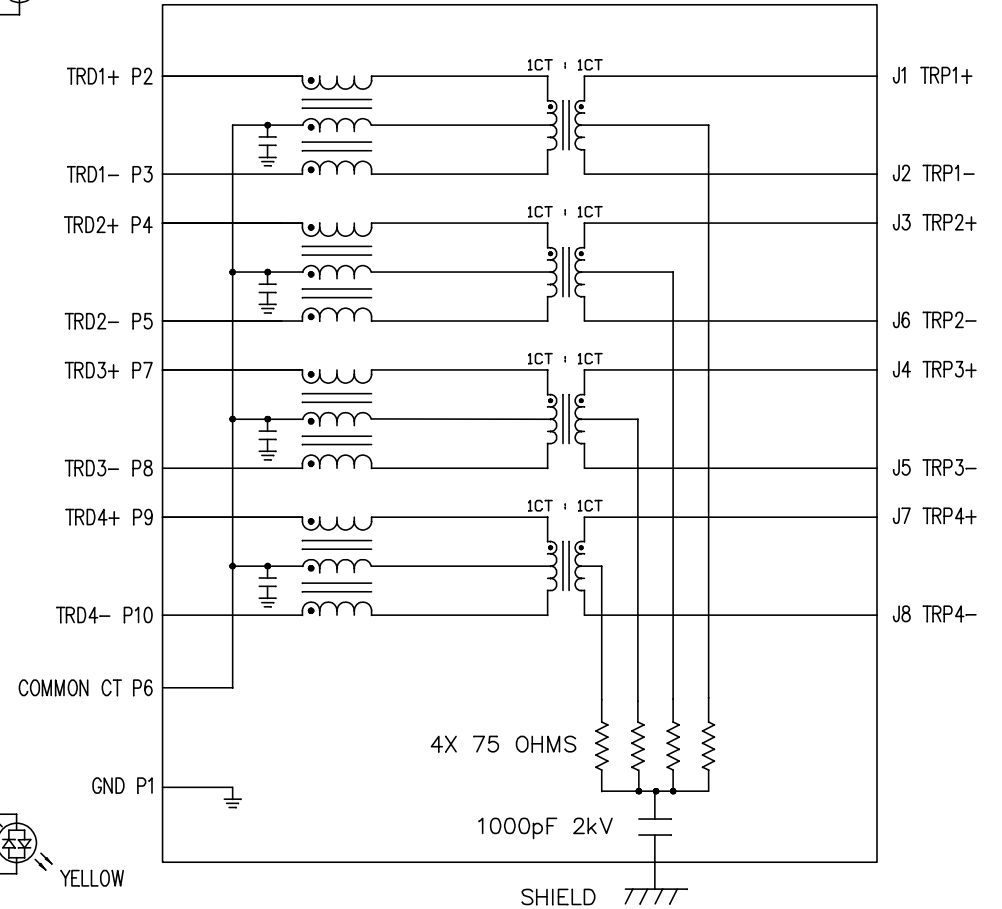 1CT : 1CT
TRD1+ P2
J1 TRP1+
TRD1- P3
J2 TRP1-
1CT : 1CT
TRD2+ P4
J3 TRP2+
TRD2- P5
J6 TRP2-
1CT : 1CT
TRD3+ P7
J4 TRP3+
TRD3- P8
J5 TRP3-
1CT : 1CT
TRD4+ P9
J7 TRP4+
TRD4- P10
J8 TRP4-
COMMON CT P6
4X 75 OHMS
GND P1
1000pF 2kV
YELLOW
SHIELD